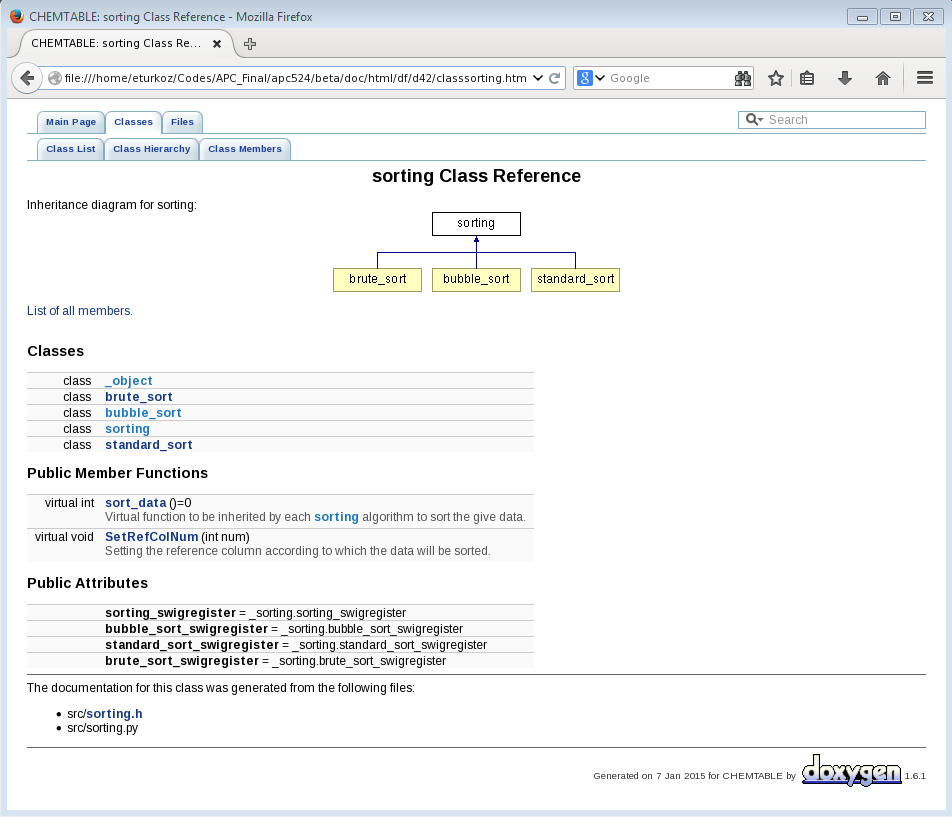 CHEMTABLE: sorting Class Reference - Mozilla Firefox
CHEMTABLE: sorting Class Re...
file:///home/eturkoz/Codes/APC_Final/apc524/beta/doc/html/df/d42/classsorting.htm
8 Google
Main Page Classes Files
Search
Class List Class Hierarchy Class Members
sorting Class Reference
Inheritance diagram for sorting:
sorting
brute_sort bubble_sort standard_sort
List of all members.
Classes
class _object
class brute_sort
class bubble_sort
class sorting
class standard_sort
Public Member Functions
virtual int sort_data ()=0
Virtual function to be inherited by each sorting algorithm to sort the give data.
virtual void SetRefColNum (int num)
Setting the reference column according to which the data will be sorted.
Public Attributes
sorting_swigregister = _sorting.sorting_swigregister
bubble_sort_swigregister = _sorting.bubble_sort_swigregister
standard_sort_swigregister = _sorting.standard_sort_swigregister
brute_sort_swigregister = _sorting.brute_sort_swigregister
The documentation for this class was generated from the following files:
• src/sorting.h
• src/sorting.py
Generated on 7 Jan 2015 for CHEMTABLE by doxygen 1.6.1